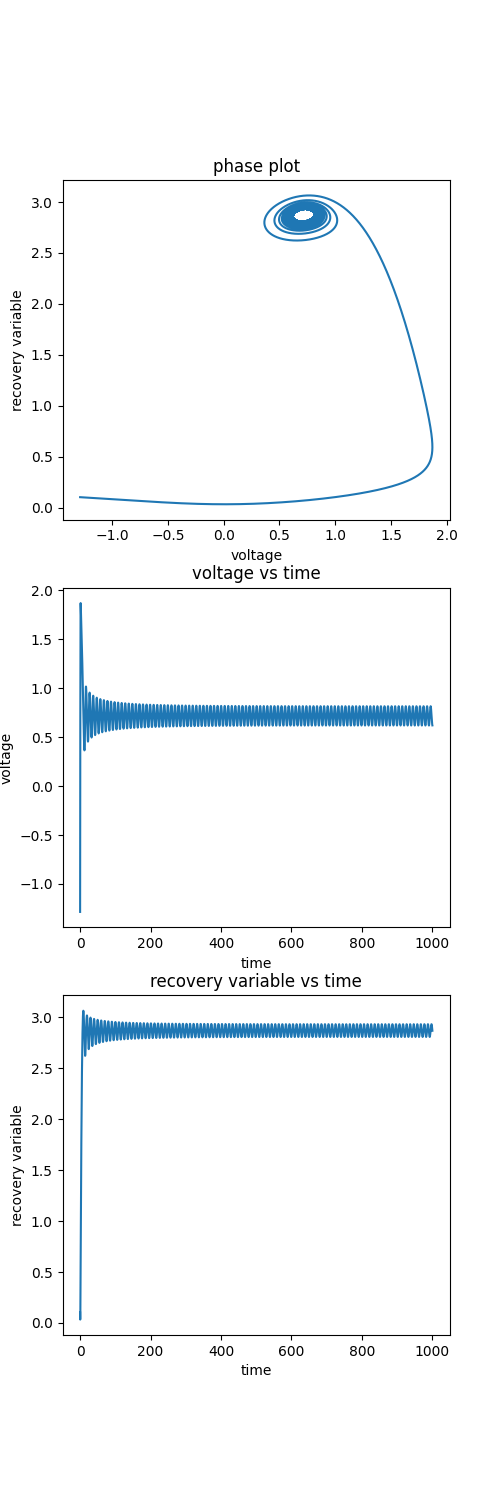 phase plot
3.0
2.5
2.0
1.5
1.0
0.5
0.0
recovery variable
−1.0 −0.5 0.0 0.5 1.0 1.5 2.0
voltage
voltage vs time
2.0
1.5
1.0
0.5
0.0
−0.5
−1.0
voltage
0 200 400 600 800 1000
time
recovery variable vs time
3.0
2.5
2.0
1.5
1.0
0.5
0.0
recovery variable
0 200 400 600 800 1000
time